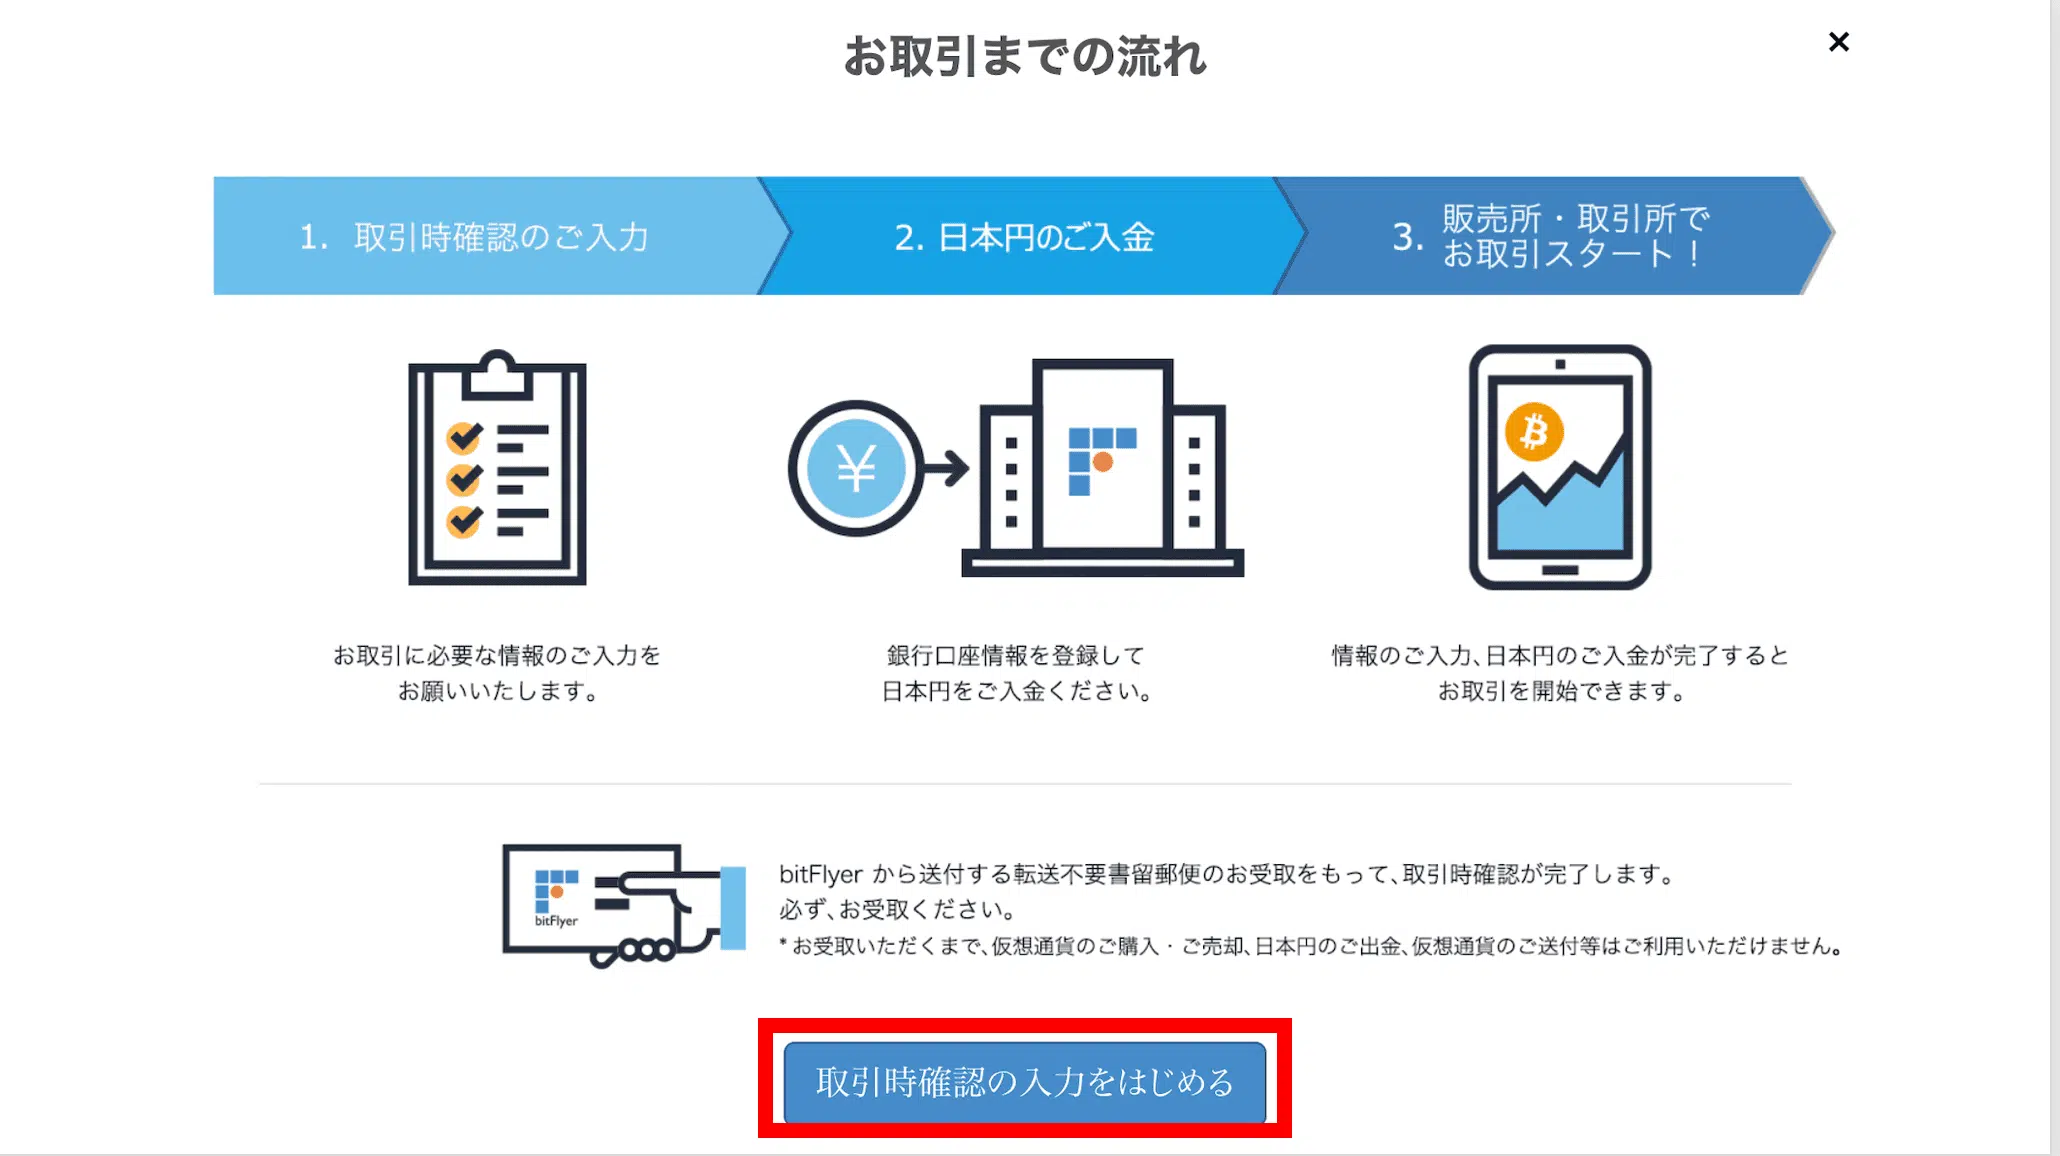 お取引までの流れ
×
1. 取引時確認のご入力
2. 日本円のご入金
3. 販売所・取引所で
お取引スタート！
¥
お取引に必要な情報のご入力を
お願いいたします。
銀行口座情報を登録して
日本円をご入金ください。
情報のご入力、日本円のご入金が完了すると
お取引を開始できます。
bitFlyer
bitFlyer から送付する転送不要書留郵便のお受取をもって、取引時確認が完了します。
必ず、お受取ください。
* お受取いただくまで、仮想通貨のご購入・ご売却、日本円のご出金、仮想通貨のご送付等はご利用いただけません。
取引時確認の入力をはじめる